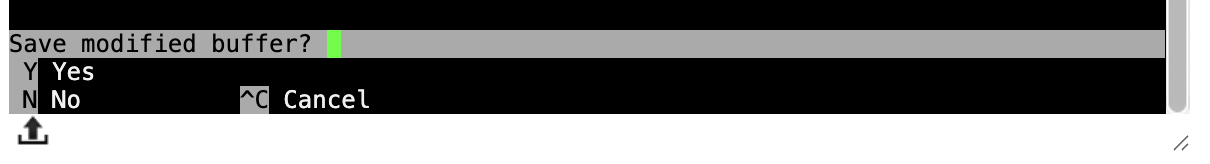 Save modified buffer?
Y Yes
N No ^C Cancel